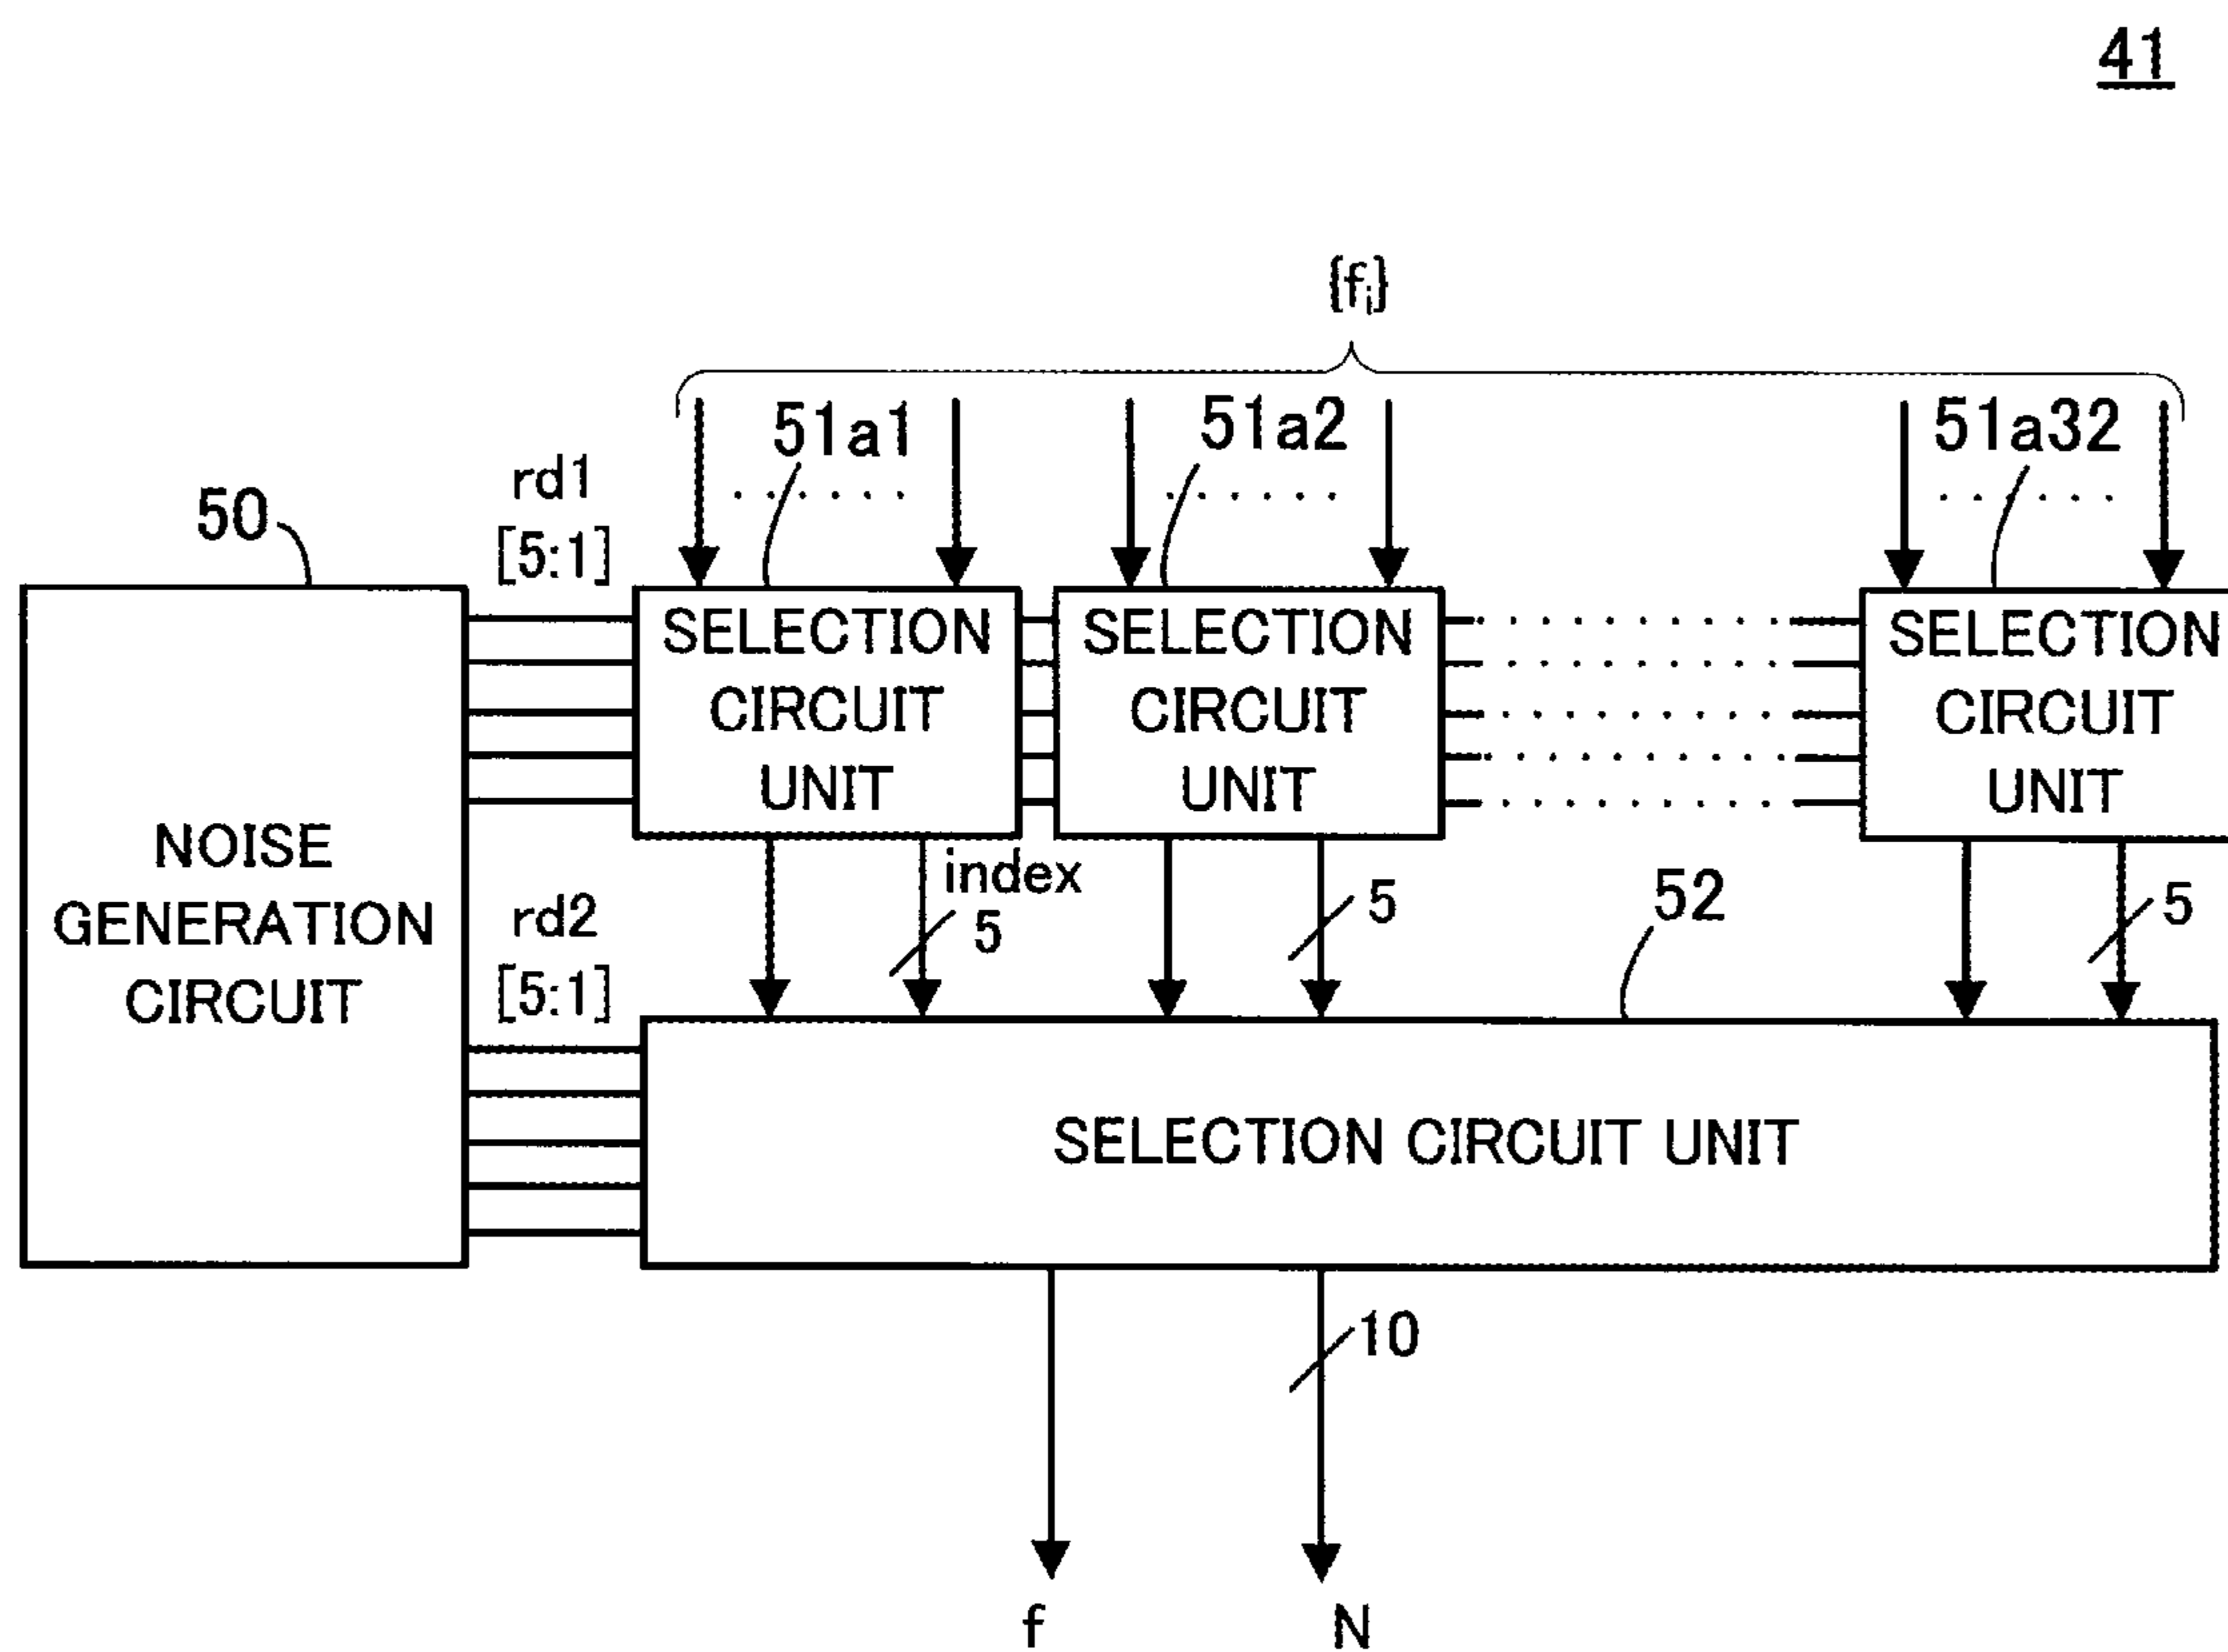 41
{fi}
51a1
51a2
51a32
rd1
[5:1]
50
SELECTION
CIRCUIT
UNIT
SELECTION
CIRCUIT
UNIT
SELECTION
CIRCUIT
UNIT
NOISE
GENERATION
CIRCUIT
index
5
5
5
52
rd2
[5:1]
SELECTION CIRCUIT UNIT
10
f
N